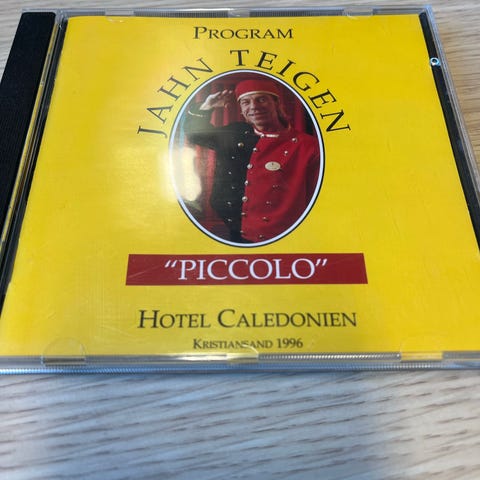 PROGRAM
JAHN TEIGEN
"PICCOLO"
HOTEL CALEDONIEN
KRISTIANSAND 1996